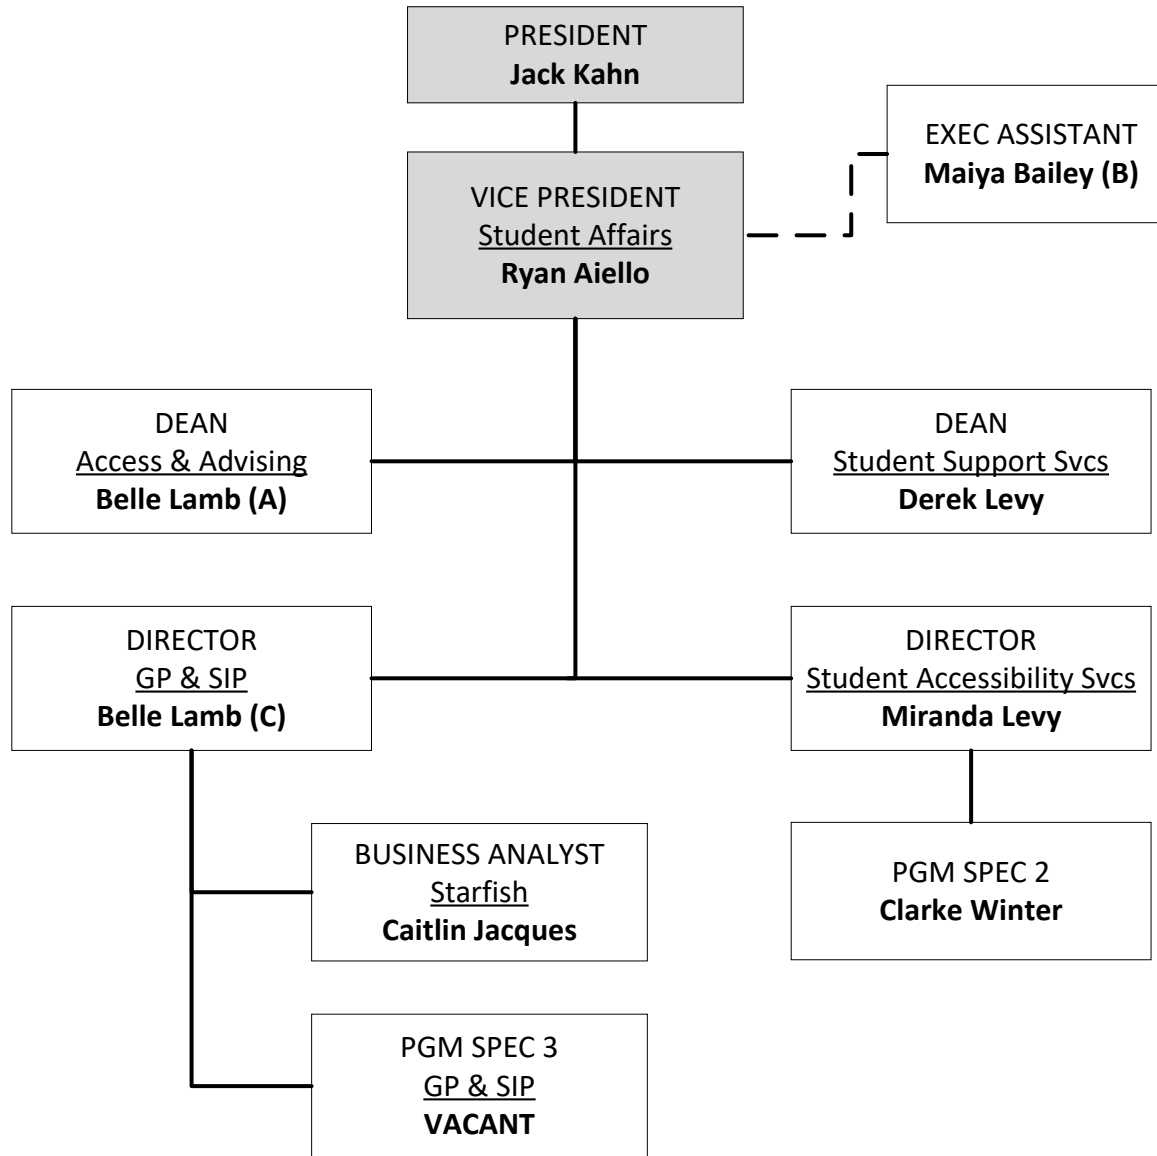 PRESIDENT
Jack Kahn
EXEC ASSISTANT
Maiya Bailey (B)
VICE PRESIDENT
Student Affairs
Ryan Aiello
DEAN
Access & Advising
Belle Lamb (A)
DEAN
Student Support Svcs
Derek Levy
DIRECTOR
GP & SIP
Belle Lamb (C)
DIRECTOR
Student Accessibility Svcs
Miranda Levy
BUSINESS ANALYST
Starfish
Caitlin Jacques
PGM SPEC 2
Clarke Winter
PGM SPEC 3
GP & SIP
VACANT